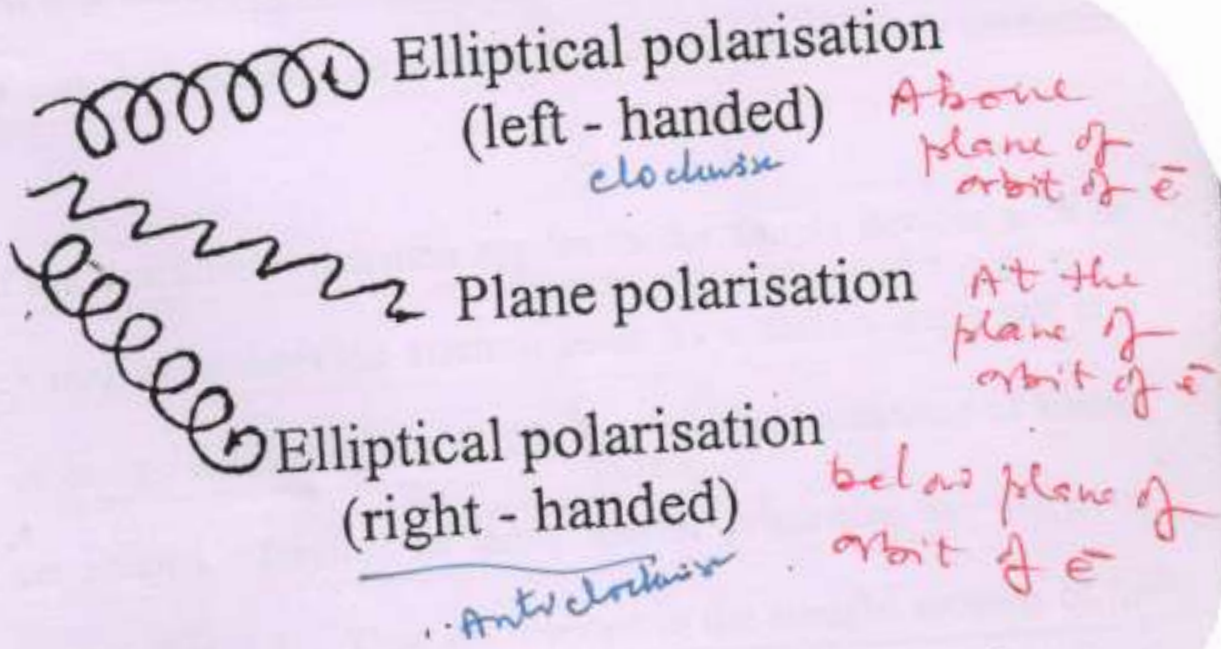 Elliptical polarisation
(left - handed)
clockwise
Above
plane of
orbit of ē
Plane polarisation
At the
plane of
orbit of ē
Elliptical polarisation
(right - handed)
Anticlockwise
below plane of
orbit of ē